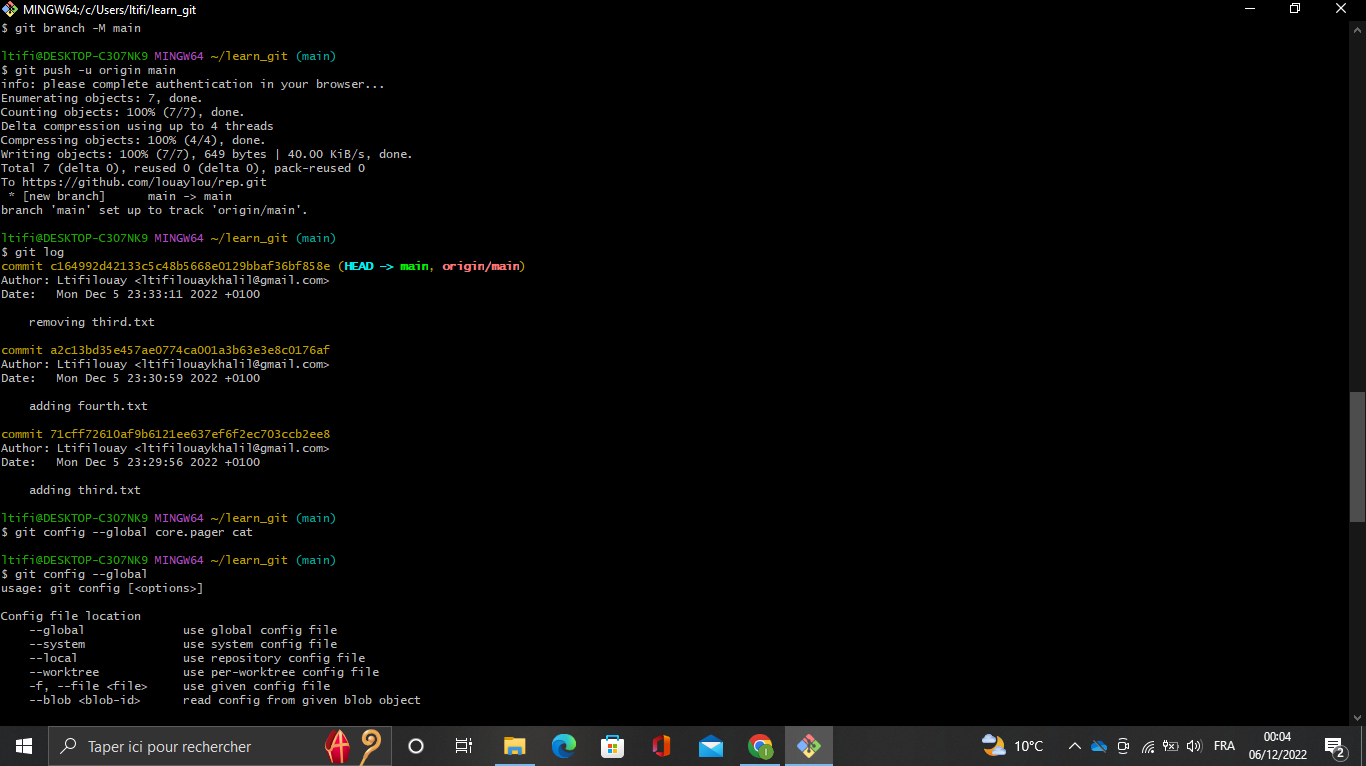 MINGW64:/c/Users/ltifi/learn_git
$ git branch -M main
ltifi@DESKTOP-C3O7NK9 MINGW64 ~/learn_git (main)
$ git push -u origin main
info: please complete authentication in your browser...
Enumerating objects: 7, done.
Counting objects: 100% (7/7), done.
Delta compression using up to 4 threads
Compressing objects: 100% (4/4), done.
Writing objects: 100% (7/7), 649 bytes | 40.00 KiB/s, done.
Total 7 (delta 0), reused 0 (delta 0), pack-reused 0
To https://github.com/louaylou/rep.git
 * [new branch]      main -> main
branch 'main' set up to track 'origin/main'.
ltifi@DESKTOP-C3O7NK9 MINGW64 ~/learn_git (main)
$ git log
commit c164992d42133c5c48b5668e0129bbaf36bf858e (HEAD -> main, origin/main)
Author: Ltifilouay <ltifilouaykhalil@gmail.com>
Date:   Mon Dec 5 23:33:11 2022 +0100
    removing third.txt
commit a2c13bd35e457ae0774ca001a3b63e3e8c0176af
Author: Ltifilouay <ltifilouaykhalil@gmail.com>
Date:   Mon Dec 5 23:30:59 2022 +0100
    adding fourth.txt
commit 71cff72610af9b6121ee637ef6f2ec703ccb2ee8
Author: Ltifilouay <ltifilouaykhalil@gmail.com>
Date:   Mon Dec 5 23:29:56 2022 +0100
    adding third.txt
ltifi@DESKTOP-C3O7NK9 MINGW64 ~/learn_git (main)
$ git config --global core.pager cat
ltifi@DESKTOP-C3O7NK9 MINGW64 ~/learn_git (main)
$ git config --global
usage: git config [<options>]
Config file location
    --global              use global config file
    --system              use system config file
    --local               use repository config file
    --worktree            use per-worktree config file
    -f, --file <file>     use given config file
    --blob <blob-id>      read config from given blob object
Taper ici pour rechercher
10°C
FRA
00:04
06/12/2022
2